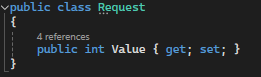 public class Request
{
4 references
public int Value { get; set; }
}